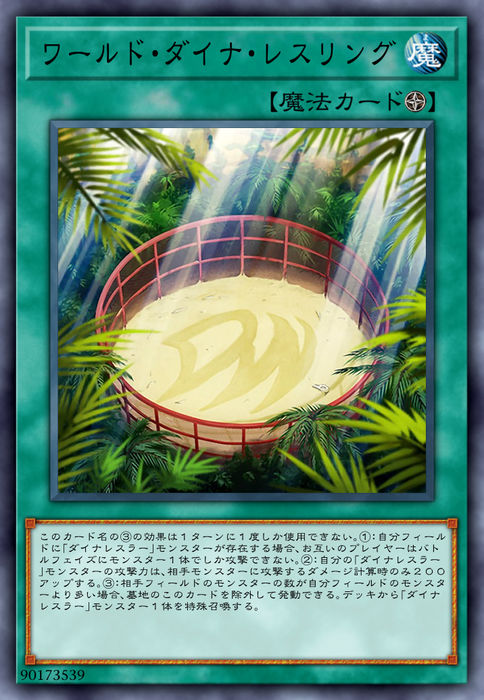 ワールド・ダイナ・レスリング
魔
【魔法カード】
DW
このカード名の③の効果は1ターンに1度しか使用できない。①:自分フィール
ドに「ダイナレスラー」モンスターが存在する場合、お互いのプレイヤーはバト
ルフェイズにモンスター1体でしか攻撃できない。②:自分の「ダイナレスラー」
モンスターの攻撃力は、相手モンスターに攻撃するダメージ計算時のみ200
アップする。③:相手フィールドのモンスターの数が自分フィールドのモンスタ
ーより多い場合、墓地のこのカードを除外して発動できる。デッキから「ダイナ
レスラー」モンスター1体を特殊召喚する。
90173539